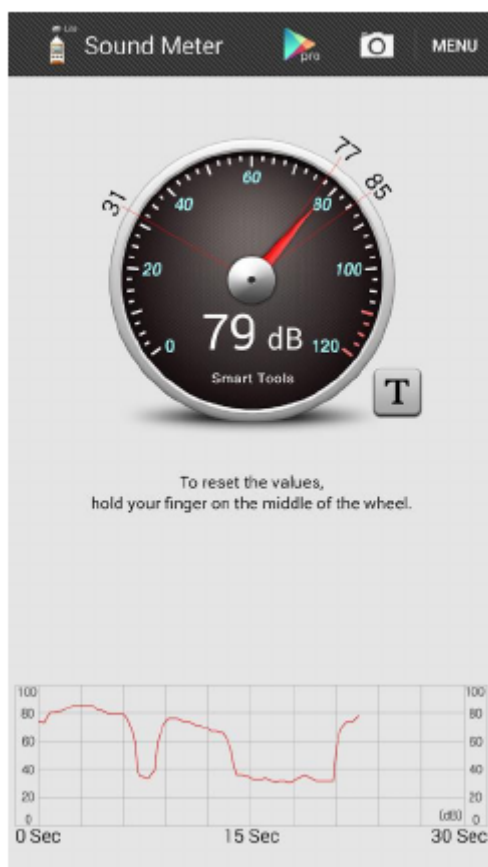 Lite
Sound Meter
pro
MENU
31
77
85
0
20
40
60
80
100
120
79 dB
Smart Tools
T
To reset the values,
hold your finger on the middle of the wheel.
100 100
80 80
60 60
40 40
20 20
0 (dB) 0
0 Sec 15 Sec 30 Sec